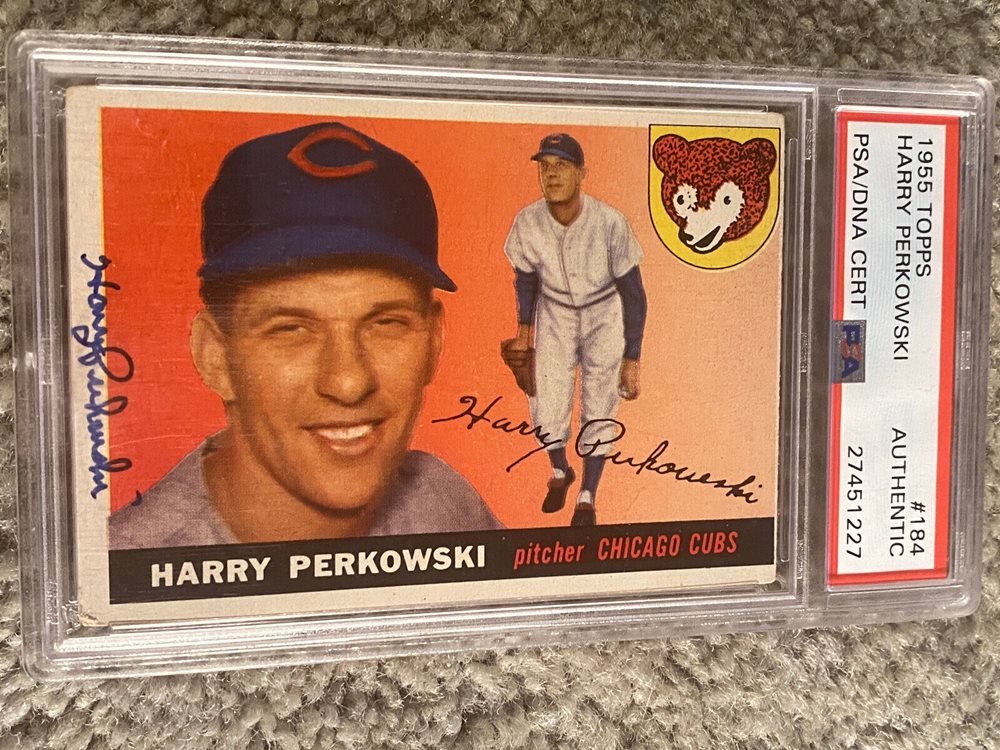 Harry Perkowski
C
Harry Perkowski
HARRY PERKOWSKI pitcher CHICAGO CUBS
1955 TOPPS #184
HARRY PERKOWSKI AUTHENTIC
PSA/DNA CERT PSA 27451227